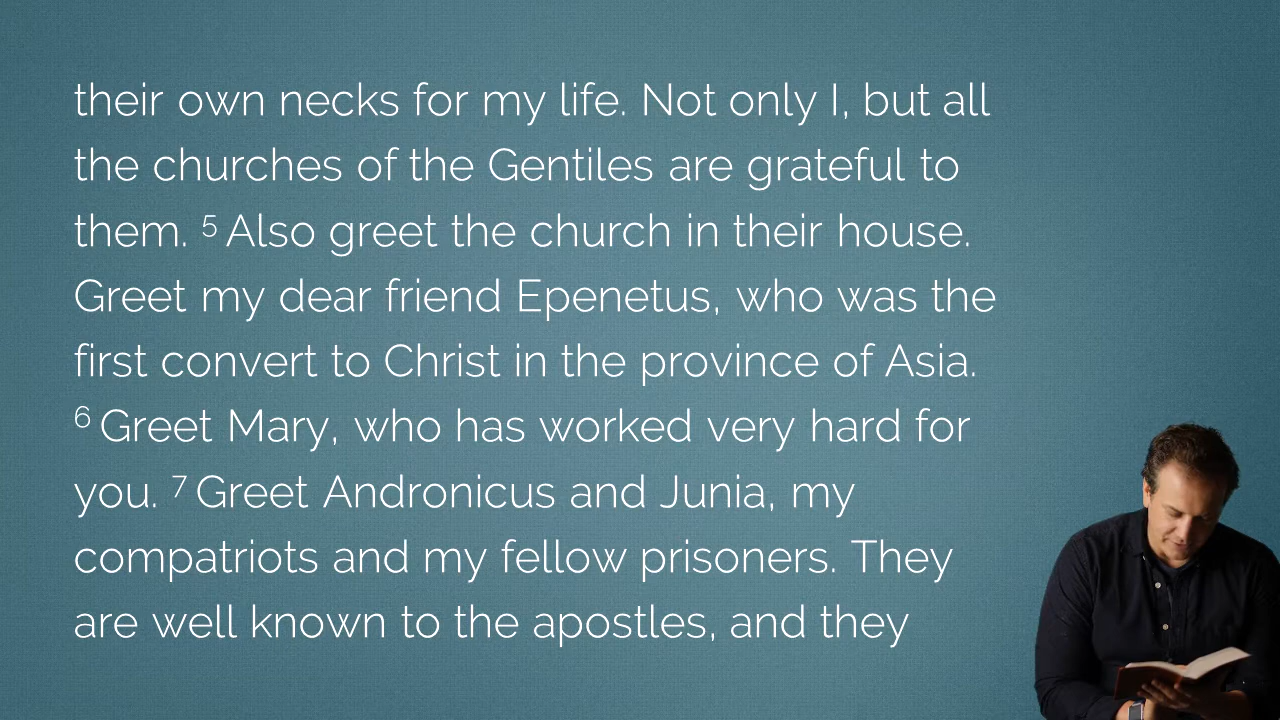 their own necks for my life. Not only I, but all
the churches of the Gentiles are grateful to
them. 5 Also greet the church in their house.
Greet my dear friend Epenetus, who was the
first convert to Christ in the province of Asia.
6 Greet Mary, who has worked very hard for
you. 7 Greet Andronicus and Junia, my
compatriots and my fellow prisoners. They
are well known to the apostles, and they